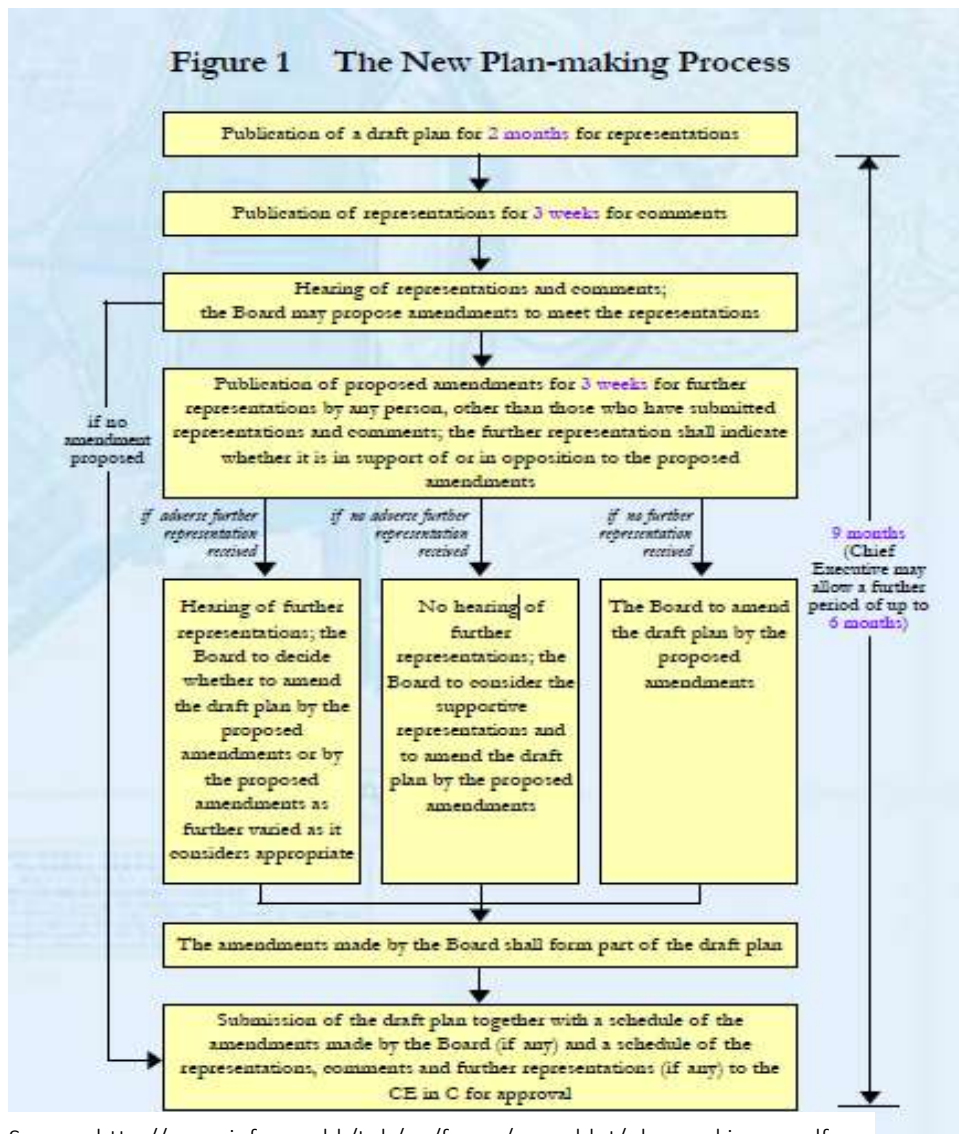 Figure 1 The New Plan-making Process
Publication of a draft plan for 2 months for representations
Publication of representations for 3 weeks for comments
Hearing of representations and comments;
the Board may propose amendments to meet the representations
Publication of proposed amendments for 3 weeks for further
representations by any person, other than those who have submitted
representations and comments; the further representation shall indicate
whether it is in support of or in opposition to the proposed
amendments
if no
amendment
proposed
if adverse further
representation
received
if no adverse further
representation
received
if no further
representation
received
9 months
(Chief
Executive may
allow a further
period of up to
6 months)
Hearing of further
representations; the
Board to decide
whether to amend
the draft plan by the
proposed
amendments or by
the proposed
amendments as
further varied as it
considers appropriate
No hearing of
further
representations; the
Board to consider the
supportive
representations and
to amend the draft
plan by the proposed
amendments
The Board to amend
the draft plan by the
proposed
amendments
The amendments made by the Board shall form part of the draft plan
Submission of the draft plan together with a schedule of the
amendments made by the Board (if any) and a schedule of the
representations, comments and further representations (if any) to the
CE in C for approval